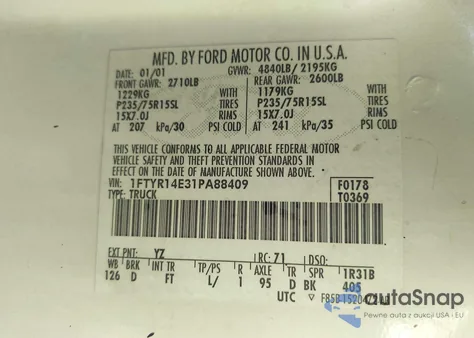 MFD. BY FORD MOTOR CO. IN U.S.A.
DATE: 01/01 GVWR: 4840LB/ 2195KG
FRONT GAWR: 2710LB REAR GAWR: 2600LB
1229KG WITH 1179KG WITH
P235/75R15SL TIRES P235/75R15SL TIRES
15X7.0J RIMS 15X7.0J RIMS
AT 207 kPa/30 PSI COLD AT 241 kPa/35 PSI COLD
THIS VEHICLE CONFORMS TO ALL APPLICABLE FEDERAL MOTOR
VEHICLE SAFETY AND THEFT PREVENTION STANDARDS IN
EFFECT ON THE DATE OF MANUFACTURE SHOWN ABOVE.
VIN: 1FTYR14E31PA88409 F0178
TYPE: TRUCK T0369
EXT PNT: YZ RC: 71 DSO:
WB BRK INT TR TP/PS R AXLE TR SPR 1R31B
126 D FT L/ 1 95 D BK 405
UTC
autoSnap
Pewne auta z aukcji USA i EU